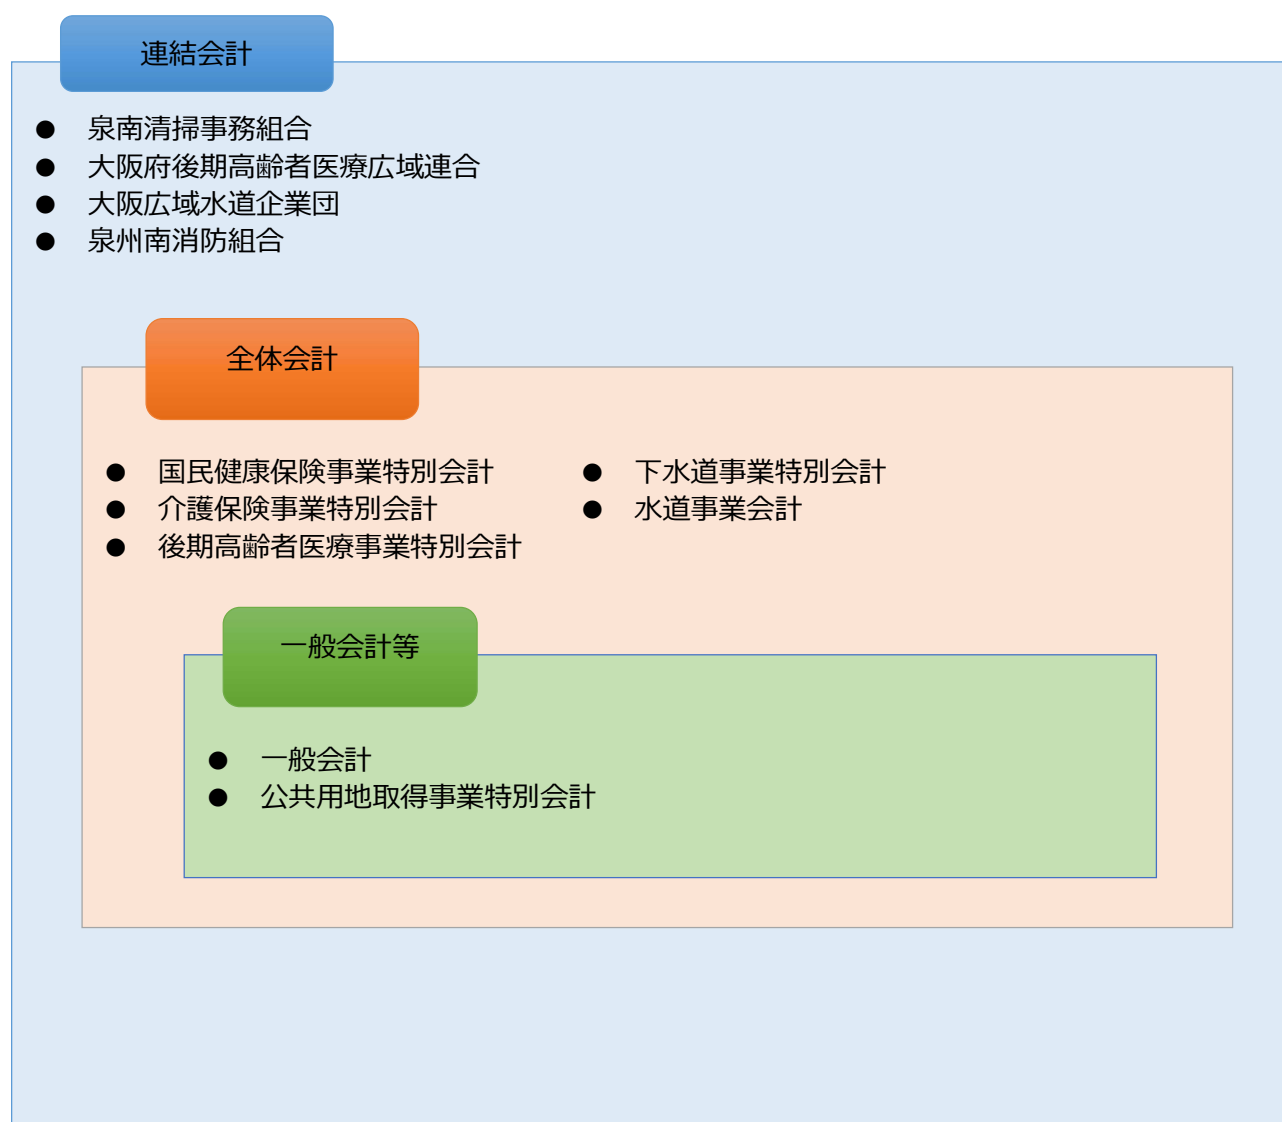 連結会計
● 泉南清掃事務組合
● 大阪府後期高齢者医療広域連合
● 大阪広域水道企業団
● 泉州南消防組合
全体会計
● 国民健康保険事業特別会計
● 介護保険事業特別会計
● 後期高齢者医療事業特別会計
● 下水道事業特別会計
● 水道事業会計
一般会計等
● 一般会計
● 公共用地取得事業特別会計